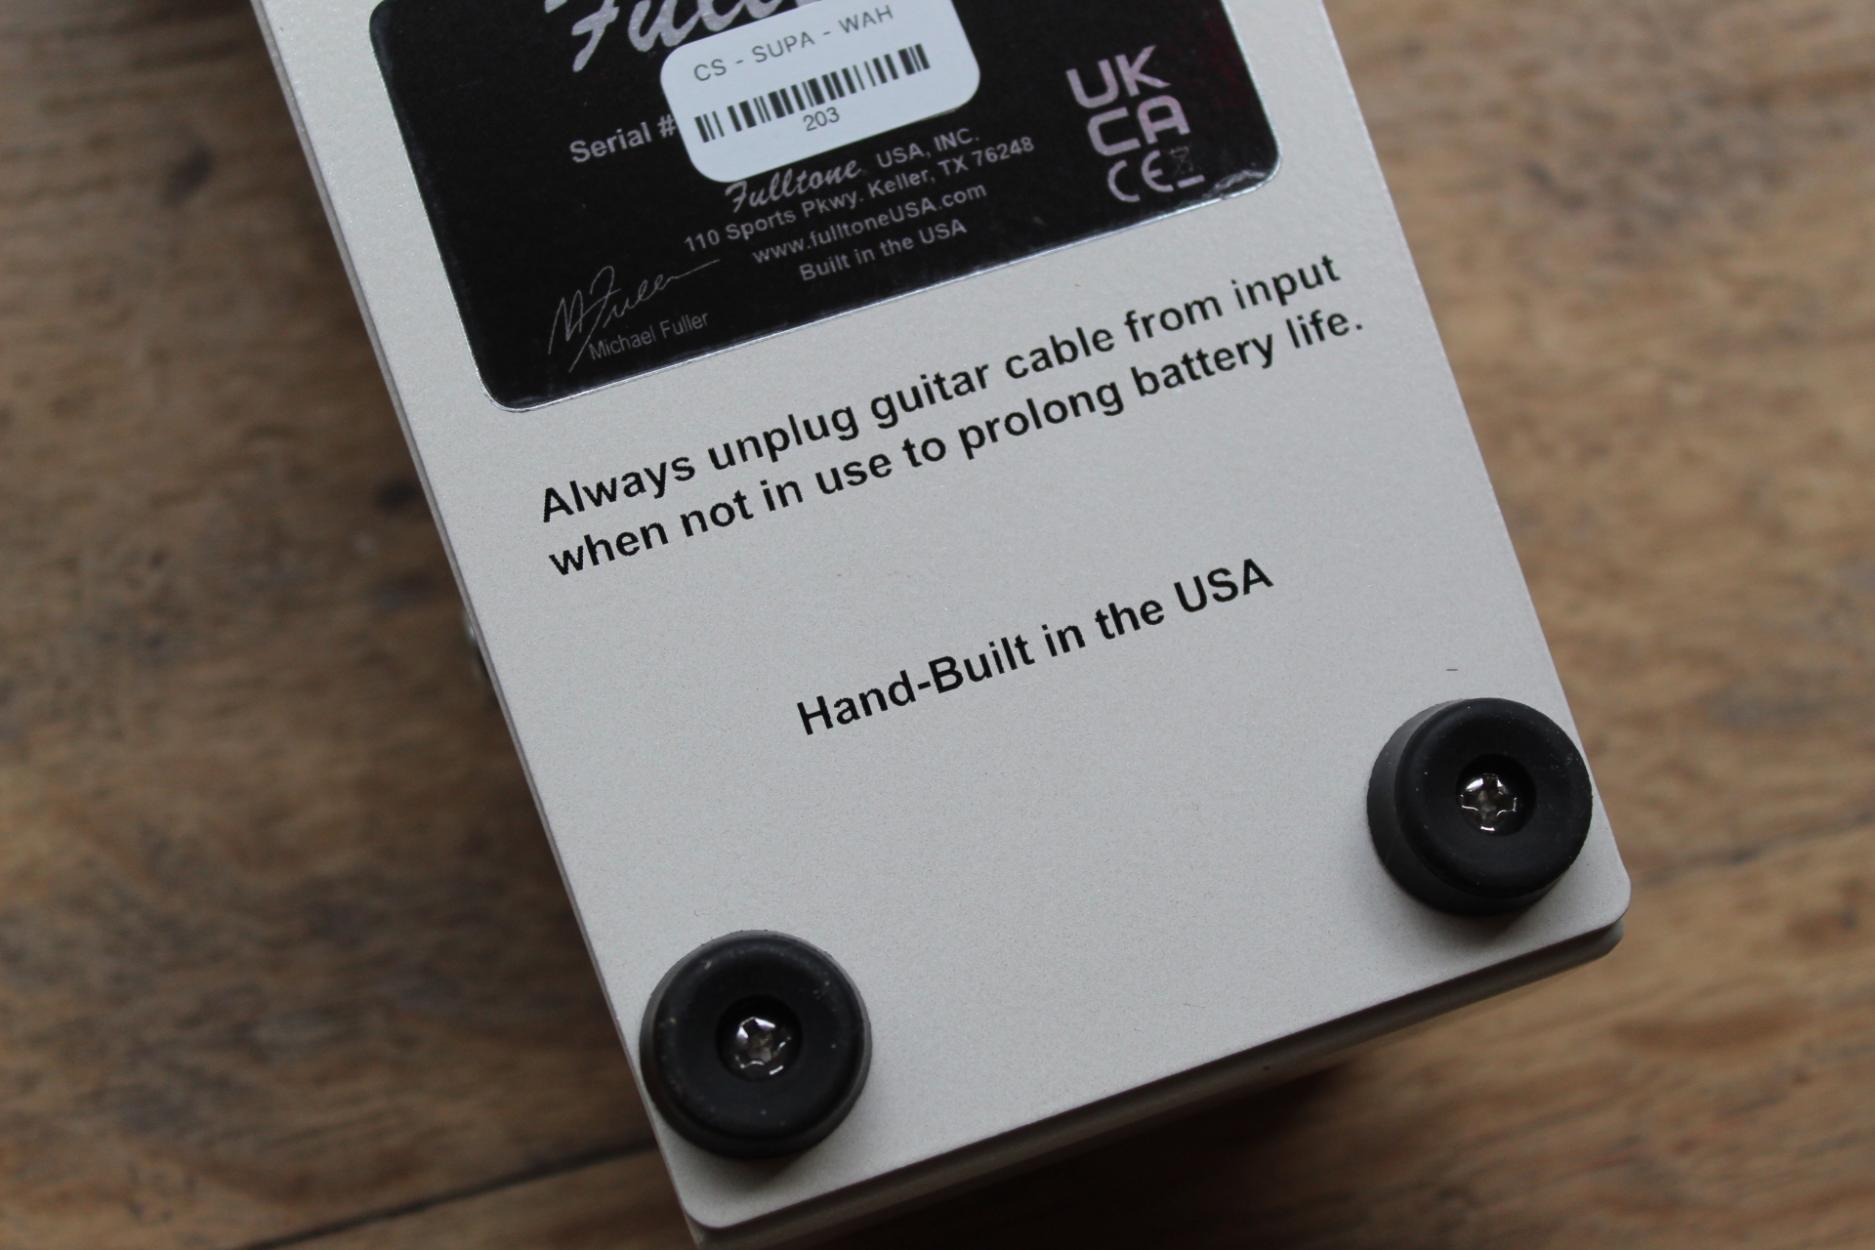 CS - SUPA - WAH
Serial #
203
Fulltone USA, INC.
110 Sports Pkwy. Keller, TX 76248
www.fulltoneUSA.com
Built in the USA
UK
CA
CE
Michael Fuller
Always unplug guitar cable from input
when not in use to prolong battery life.
Hand-Built in the USA